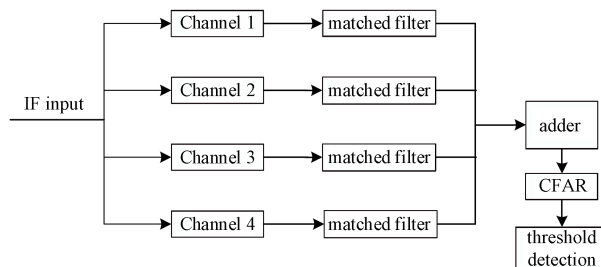 Channel 1
matched filter
IF input
Channel 2
matched filter
adder
Channel 3
matched filter
CFAR
Channel 4
matched filter
threshold
detection